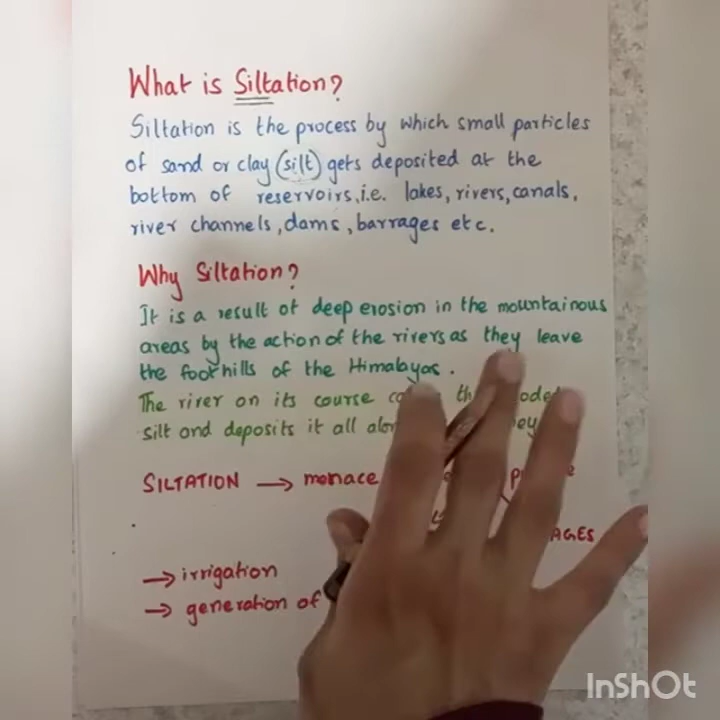 What is Siltation?
Siltation is the process by which small particles
of sand or clay (silt) gets deposited at the
bottom of reservoirs, i.e. lakes, rivers, canals,
river channels, dams, barrages etc.
Why Siltation?
It is a result of deep erosion in the mountainous
areas by the action of the rivers as they leave
the foothills of the Himalayas.
The river on its course
silt and deposits it all
SILTATION → menace
→ irrigation
→ generation of
InShOt